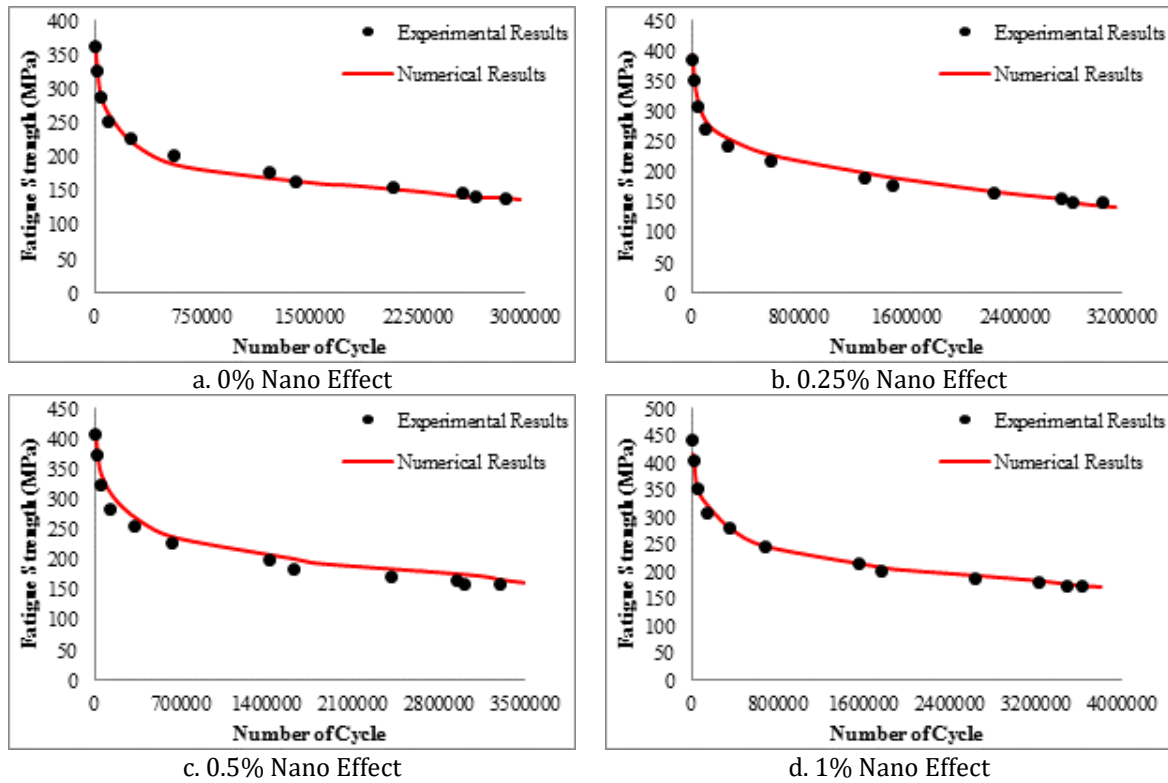 400
350
300
250
200
150
100
50
0
Fatigue Strength (MPa)
Experimental Results
Numerical Results
0 750000 1500000 2250000 3000000
Number of Cycle
a. 0% Nano Effect
450
400
350
300
250
200
150
100
50
0
Fatigue Strength (MPa)
Experimental Results
Numerical Results
0 800000 1600000 2400000 3200000
Number of Cycle
b. 0.25% Nano Effect
450
400
350
300
250
200
150
100
50
0
Fatigue Strength (MPa)
Experimental Results
Numerical Results
0 700000 1400000 2100000 2800000 3500000
Number of Cycle
c. 0.5% Nano Effect
500
450
400
350
300
250
200
150
100
50
0
Fatigue Strength (MPa)
Experimental Results
Numerical Results
0 800000 1600000 2400000 3200000 4000000
Number of Cycle
d. 1% Nano Effect